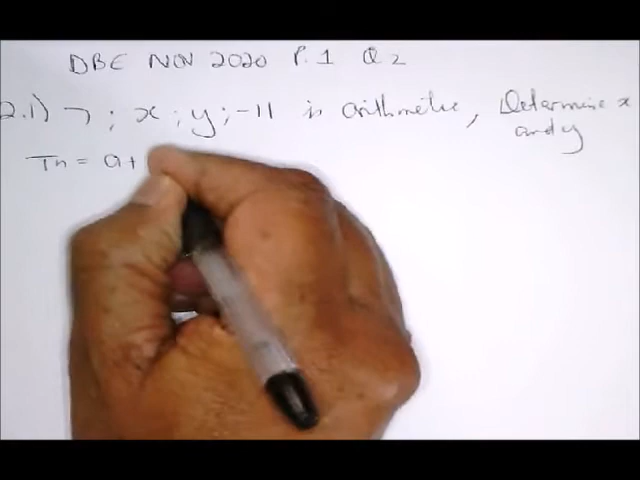 DBE NOV 2020 P.1 Q 2
2.1) 7 ; x ; y ; -11 is arithmetic, Determine x
and y
Tn = a +